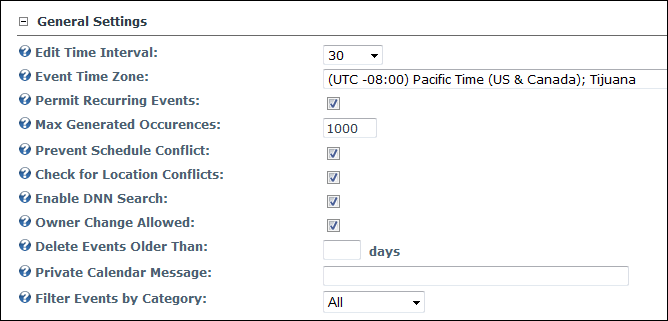 General Settings
Edit Time Interval: 30
Event Time Zone: (UTC -08:00) Pacific Time (US & Canada); Tijuana
Permit Recurring Events:
Max Generated Occurences: 1000
Prevent Schedule Conflict:
Check for Location Conflicts:
Enable DNN Search:
Owner Change Allowed:
Delete Events Older Than: days
Private Calendar Message:
Filter Events by Category: All